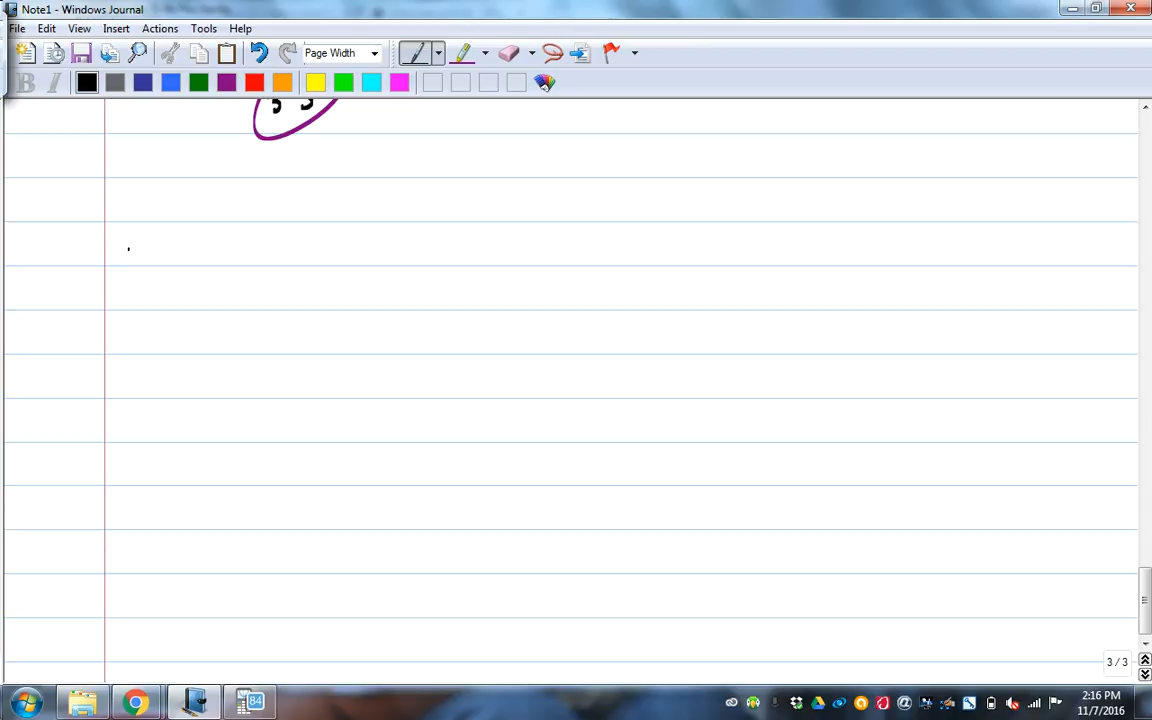 Note1 - Windows Journal
File Edit View Insert Actions Tools Help
Page Width
B I
3 / 3
84
2:16 PM
11/7/2016